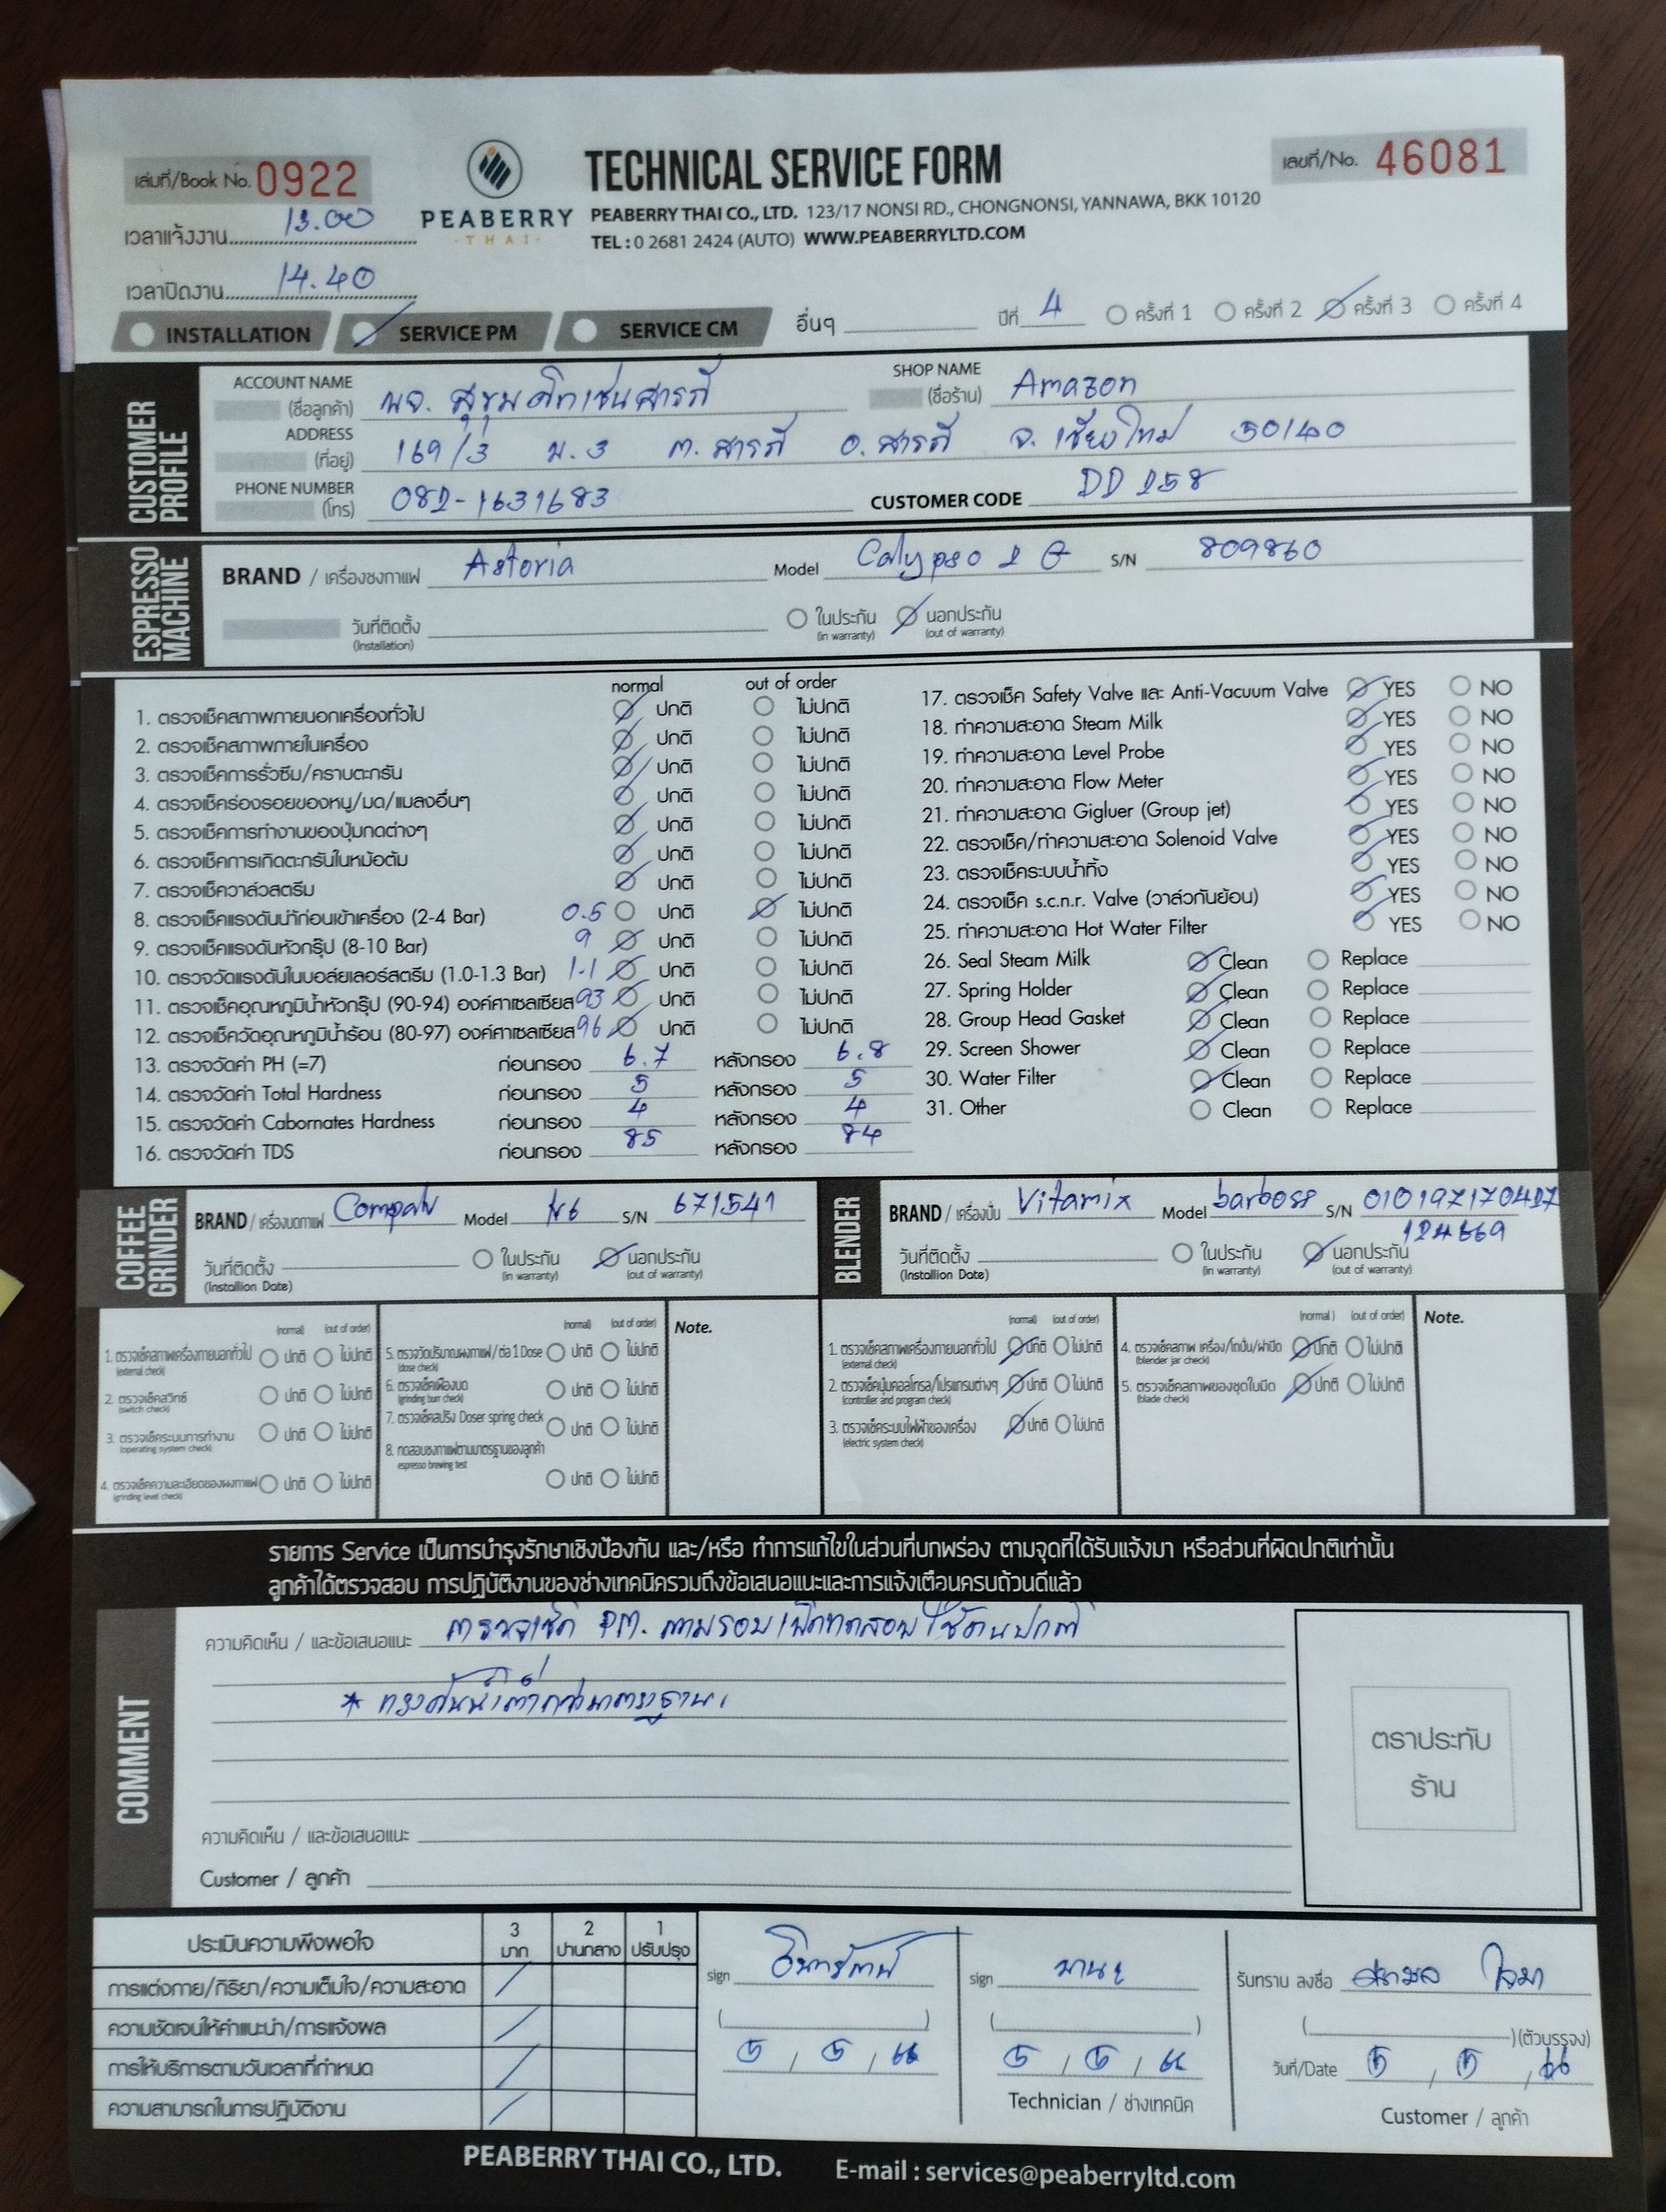 เล่มที่/Book No. 0922
PEABERRY
THAI
TECHNICAL SERVICE FORM
เลขที่/No. 46081
PEABERRY THAI CO., LTD. 123/17 NONSI RD., CHONGNONSI, YANNAWA, BKK 10120
TEL : 0 2681 2424 (AUTO) WWW.PEABERRYLTD.COM
เวลาแจ้งงาน 13.00
เวลาปิดงาน 14.40
INSTALLATION SERVICE PM SERVICE CM อื่นๆ ปีที่ 4 ครั้งที่ 1 ครั้งที่ 2 ครั้งที่ 3 ครั้งที่ 4
CUSTOMER PROFILE
ACCOUNT NAME (ชื่อลูกค้า) หจ. สุขุมคิทเช่นสารภี SHOP NAME (ชื่อร้าน) Amazon
ADDRESS (ที่อยู่) 169/3 ม.3 ต.สารภี อ.สารภี จ.เชียงใหม่ 50140
PHONE NUMBER (โทร) 082-1631683 CUSTOMER CODE DD 258
ESPRESSO MACHINE
BRAND / เครื่องชงกาแฟ Astoria Model Calypso 2 G S/N 809860
วันที่ติดตั้ง (Installation) ในประกัน (in warranty) นอกประกัน (out of warranty)
normal out of order
1. ตรวจเช็คสภาพภายนอกเครื่องทั่วไป ปกติ ไม่ปกติ
2. ตรวจเช็คสภาพภายในเครื่อง ปกติ ไม่ปกติ
3. ตรวจเช็คการรั่วซึม/คราบตะกรัน ปกติ ไม่ปกติ
4. ตรวจเช็คร่องรอยของหนู/มด/แมลงอื่นๆ ปกติ ไม่ปกติ
5. ตรวจเช็คการทำงานของปุ่มกดต่างๆ ปกติ ไม่ปกติ
6. ตรวจเช็คการเกิดตะกรันในหม้อต้ม ปกติ ไม่ปกติ
7. ตรวจเช็ควาล์วสตรีม ปกติ ไม่ปกติ
8. ตรวจเช็คแรงดันน้ำก่อนเข้าเครื่อง (2-4 Bar) 0.5 ปกติ ไม่ปกติ
9. ตรวจเช็คแรงดันหัวกรุ๊ป (8-10 Bar) 9 ปกติ ไม่ปกติ
10. ตรวจวัดแรงดันในบอล์ยเลอร์สตรีม (1.0-1.3 Bar) 1.1 ปกติ ไม่ปกติ
11. ตรวจเช็คอุณหภูมิน้ำหัวกรุ๊ป (90-94) องค์ศาเซลเซียส 93 ปกติ ไม่ปกติ
12. ตรวจเช็ควัดอุณหภูมิน้ำร้อน (80-97) องค์ศาเซลเซียส 96 ปกติ ไม่ปกติ
13. ตรวจวัดค่า PH (=7) ก่อนกรอง 6.7 หลังกรอง 6.8
14. ตรวจวัดค่า Total Hardness ก่อนกรอง 5 หลังกรอง 5
15. ตรวจวัดค่า Cabornates Hardness ก่อนกรอง 4 หลังกรอง 4
16. ตรวจวัดค่า TDS ก่อนกรอง 85 หลังกรอง 84
17. ตรวจเช็ค Safety Valve และ Anti-Vacuum Valve YES NO
18. ทำความสะอาด Steam Milk YES NO
19. ทำความสะอาด Level Probe YES NO
20. ทำความสะอาด Flow Meter YES NO
21. ทำความสะอาด Gigluer (Group jet) YES NO
22. ตรวจเช็ค/ทำความสะอาด Solenoid Valve YES NO
23. ตรวจเช็คระบบน้ำทิ้ง YES NO
24. ตรวจเช็ค s.c.n.r. Valve (วาล์วกันย้อน) YES NO
25. ทำความสะอาด Hot Water Filter YES NO
26. Seal Steam Milk Clean Replace
27. Spring Holder Clean Replace
28. Group Head Gasket Clean Replace
29. Screen Shower Clean Replace
30. Water Filter Clean Replace
31. Other Clean Replace
COFFEE GRINDER
BRAND / เครื่องบดกาแฟ Compak Model K6 S/N 671541
วันที่ติดตั้ง (Installion Date) ในประกัน (in warranty) นอกประกัน (out of warranty)
BLENDER
BRAND / เครื่องปั่น Vitamix Model barboss S/N 010197170417
124669
วันที่ติดตั้ง (Installion Date) ในประกัน (in warranty) นอกประกัน (out of warranty)
(normal) (out of order)
1. ตรวจเช็คสภาพเครื่องภายนอกทั่วไป ปกติ ไม่ปกติ
(external check)
2. ตรวจเช็คสวิทซ์ ปกติ ไม่ปกติ
(switch check)
3. ตรวจเช็คระบบการทำงาน ปกติ ไม่ปกติ
(operating system check)
4. ตรวจเช็คความละเอียดของผงกาแฟ ปกติ ไม่ปกติ
(grinding level check)
(normal) (out of order)
5. ตรวจวัดปริมาณผงกาแฟ/ต่อ 1 Dose ปกติ ไม่ปกติ
(dose check)
6. ตรวจเช็คเฟืองบด ปกติ ไม่ปกติ
(grinding burr check)
7. ตรวจเช็คสปริง Doser spring check ปกติ ไม่ปกติ
8. ทดสอบชงกาแฟตามมาตรฐานของลูกค้า
espresso brewing test ปกติ ไม่ปกติ
Note.
(normal) (out of order)
1. ตรวจเช็คสภาพเครื่องภายนอกทั่วไป ปกติ ไม่ปกติ
(external check)
2. ตรวจเช็คปุ่มคอลโทรล/โปรแกรมต่างๆ ปกติ ไม่ปกติ
(controller and program check)
3. ตรวจเช็คระบบไฟฟ้าของเครื่อง ปกติ ไม่ปกติ
(electric system check)
(normal) (out of order)
4. ตรวจเช็คสภาพ เครื่อง/โถปั่น/ฝาปิด ปกติ ไม่ปกติ
(blender jar check)
5. ตรวจเช็คสภาพของชุดใบมีด ปกติ ไม่ปกติ
(blade check)
Note.
รายการ Service เป็นการบำรุงรักษาเชิงป้องกัน และ/หรือ ทำการแก้ไขในส่วนที่บกพร่อง ตามจุดที่ได้รับแจ้งมา หรือส่วนที่ผิดปกติเท่านั้น
ลูกค้าได้ตรวจสอบ การปฏิบัติงานของช่างเทคนิครวมถึงข้อเสนอแนะและการแจ้งเตือนครบถ้วนดีแล้ว
COMMENT
ความคิดเห็น / และข้อเสนอแนะ ตรวจเช็ค PM. ตามรอบ เปิดทดสอบใช้งานปกติ
* แรงดันน้ำต่ำกว่ามาตรฐาน
ความคิดเห็น / และข้อเสนอแนะ
Customer / ลูกค้า
ตราประทับ
ร้าน
ประเมินความพึงพอใจ 3 มาก 2 ปานกลาง 1 ปรับปรุง
การแต่งกาย/กิริยา/ความเต็มใจ/ความสะอาด
ความชัดเจนให้คำแนะนำ/การแจ้งผล
การให้บริการตามวันเวลาที่กำหนด
ความสามารถในการปฏิบัติงาน
sign
5 / 5 / 66
sign มานะ
5 / 5 / 66
Technician / ช่างเทคนิค
รับทราบ ลงชื่อ ใจมา
(ตัวบรรจง)
วันที่/Date 5 / 5 / 66
Customer / ลูกค้า
PEABERRY THAI CO., LTD. E-mail : services@peaberryltd.com